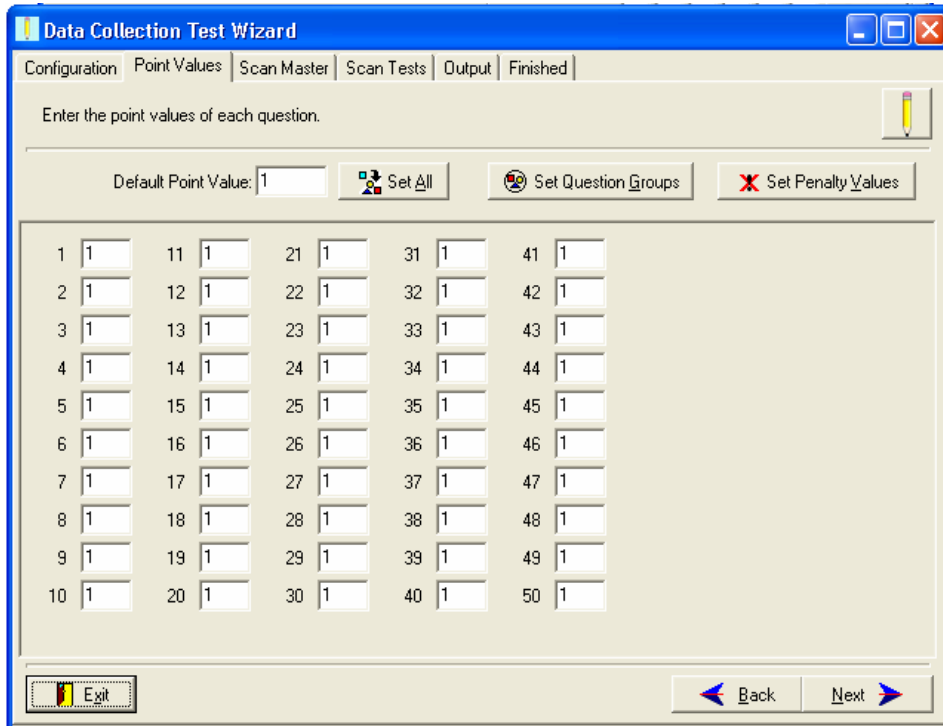 Data Collection Test Wizard
Configuration Point Values Scan Master Scan Tests Output Finished
Enter the point values of each question.
Default Point Value: 1 Set All Set Question Groups Set Penalty Values
1 1 11 1 21 1 31 1 41 1
2 1 12 1 22 1 32 1 42 1
3 1 13 1 23 1 33 1 43 1
4 1 14 1 24 1 34 1 44 1
5 1 15 1 25 1 35 1 45 1
6 1 16 1 26 1 36 1 46 1
7 1 17 1 27 1 37 1 47 1
8 1 18 1 28 1 38 1 48 1
9 1 19 1 29 1 39 1 49 1
10 1 20 1 30 1 40 1 50 1
Exit Back Next